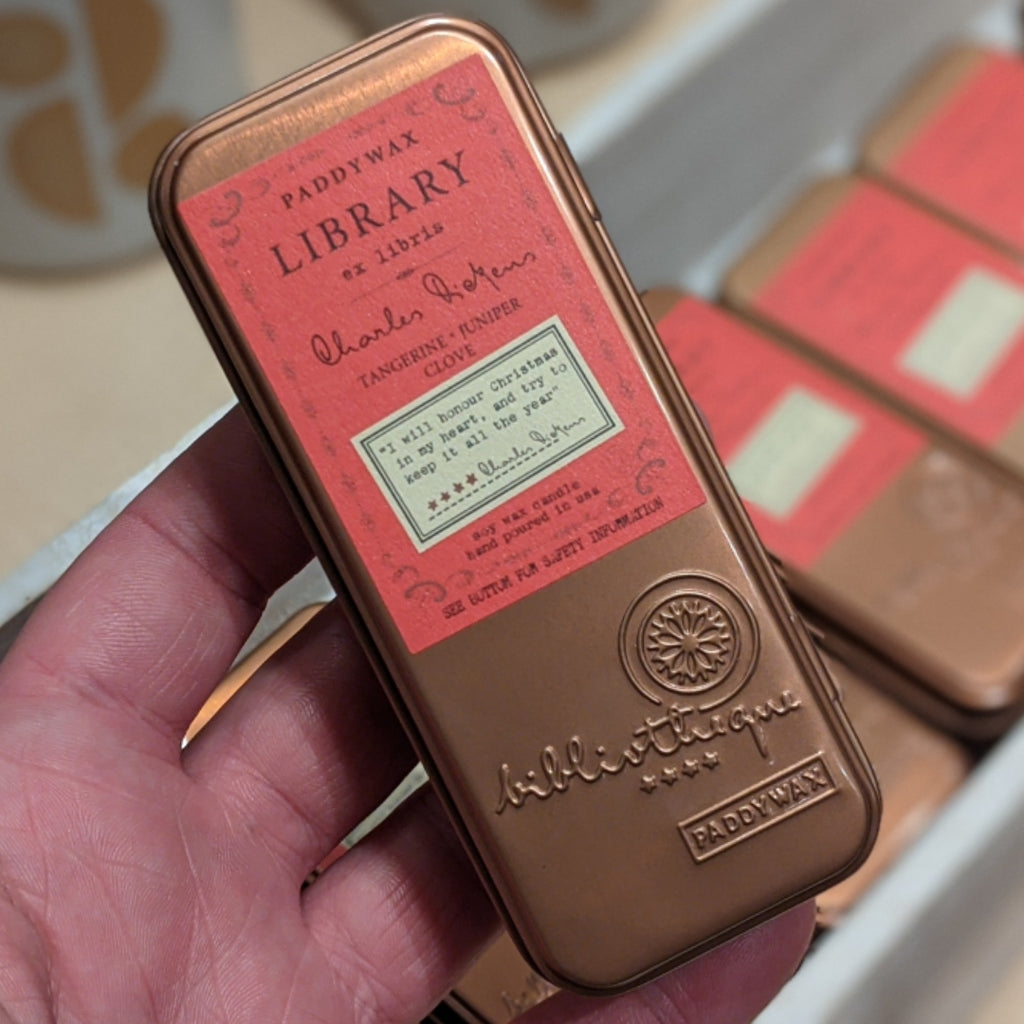 PADDYWAX
LIBRARY
ex libris
Charles Dickens
TANGERINE • JUNIPER
CLOVE
"I will honour Christmas
in my heart, and try to
keep it all the year"
★★★★ Charles Dickens
soy wax candle
hand poured in usa
SEE BOTTOM FOR SAFETY INFORMATION
bibliothèque
★★★★
PADDYWAX